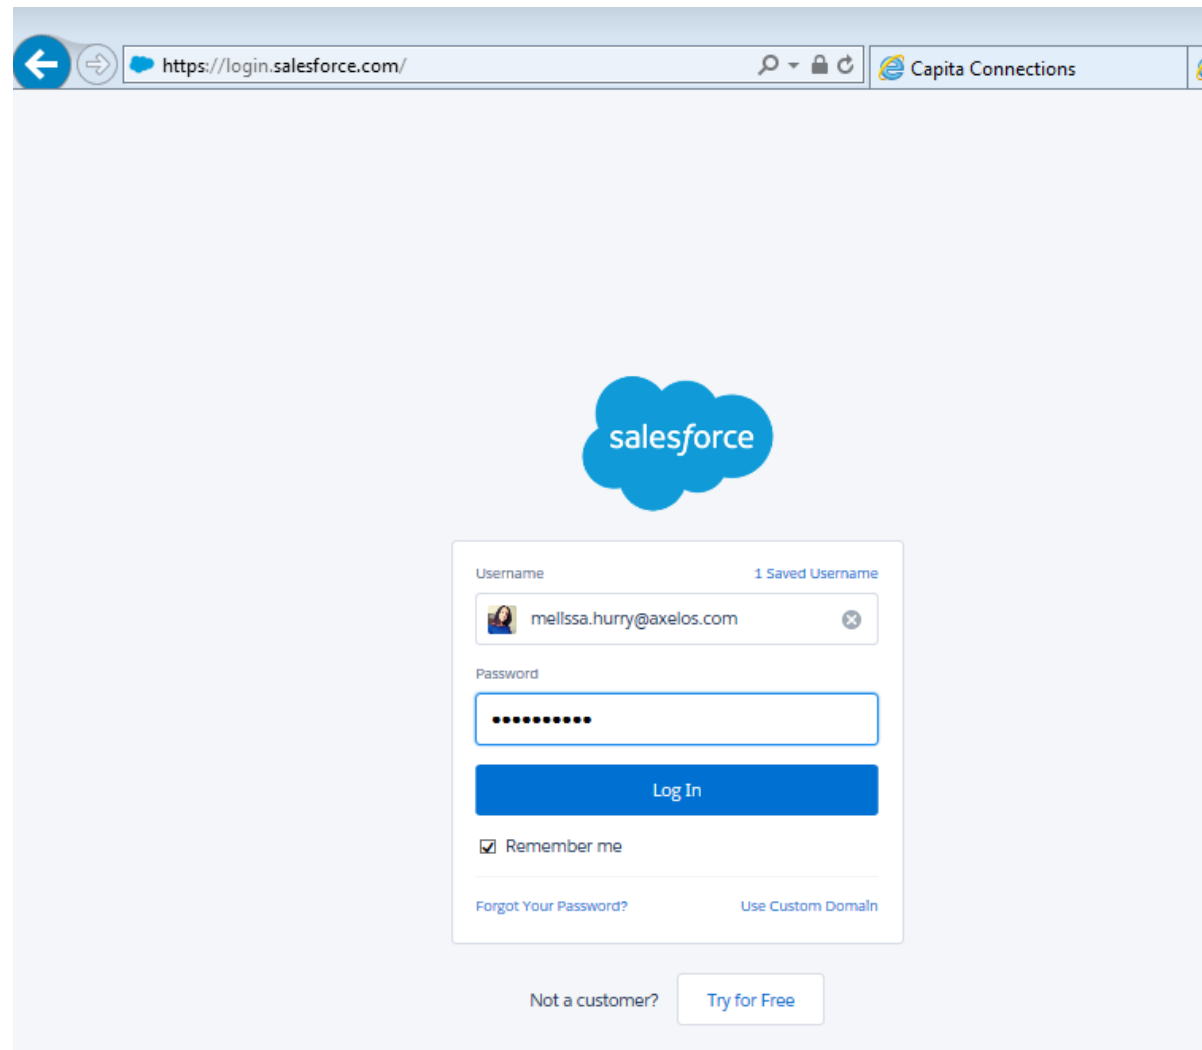 https://login.salesforce.com/
Capita Connections
salesforce
Username 1 Saved Username
melissa.hurry@axelos.com
Password
••••••••••
Log In
Remember me
Forgot Your Password? Use Custom Domain
Not a customer? Try for Free